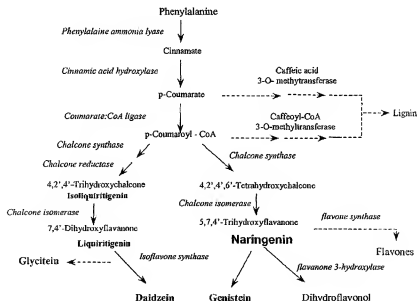 Phenylalanine
Phenylalaine ammonia lyase
Cinnamate
Cinnamic acid hydroxylase
Caffeic acid
3-O- methytransferase
p-Coumarate
Lignin
Coumarate:CoA ligase
Caffeoyl-CoA
3-O-methyltransferase
p-Coumaroyl - CoA
Chalcone synthase
Chalcone synthase
Chalcone reductase
4,2',4'-Trihydroxychalcone
Isoliquiritigenin
4,2',4',6'-Tetrahydroxychalcone
Chalcone isomerase
Chalcone isomerase
7,4'-Dihydroxyflavanone
Liquiritigenin
5,7,4'-Trihydroxyflavanone
Naringenin
flavone synthase
Flavones
Glycitein
Isoflavone synthase
flavanone 3-hydroxylase
Daidzein
Genistein
Dihydroflavonol